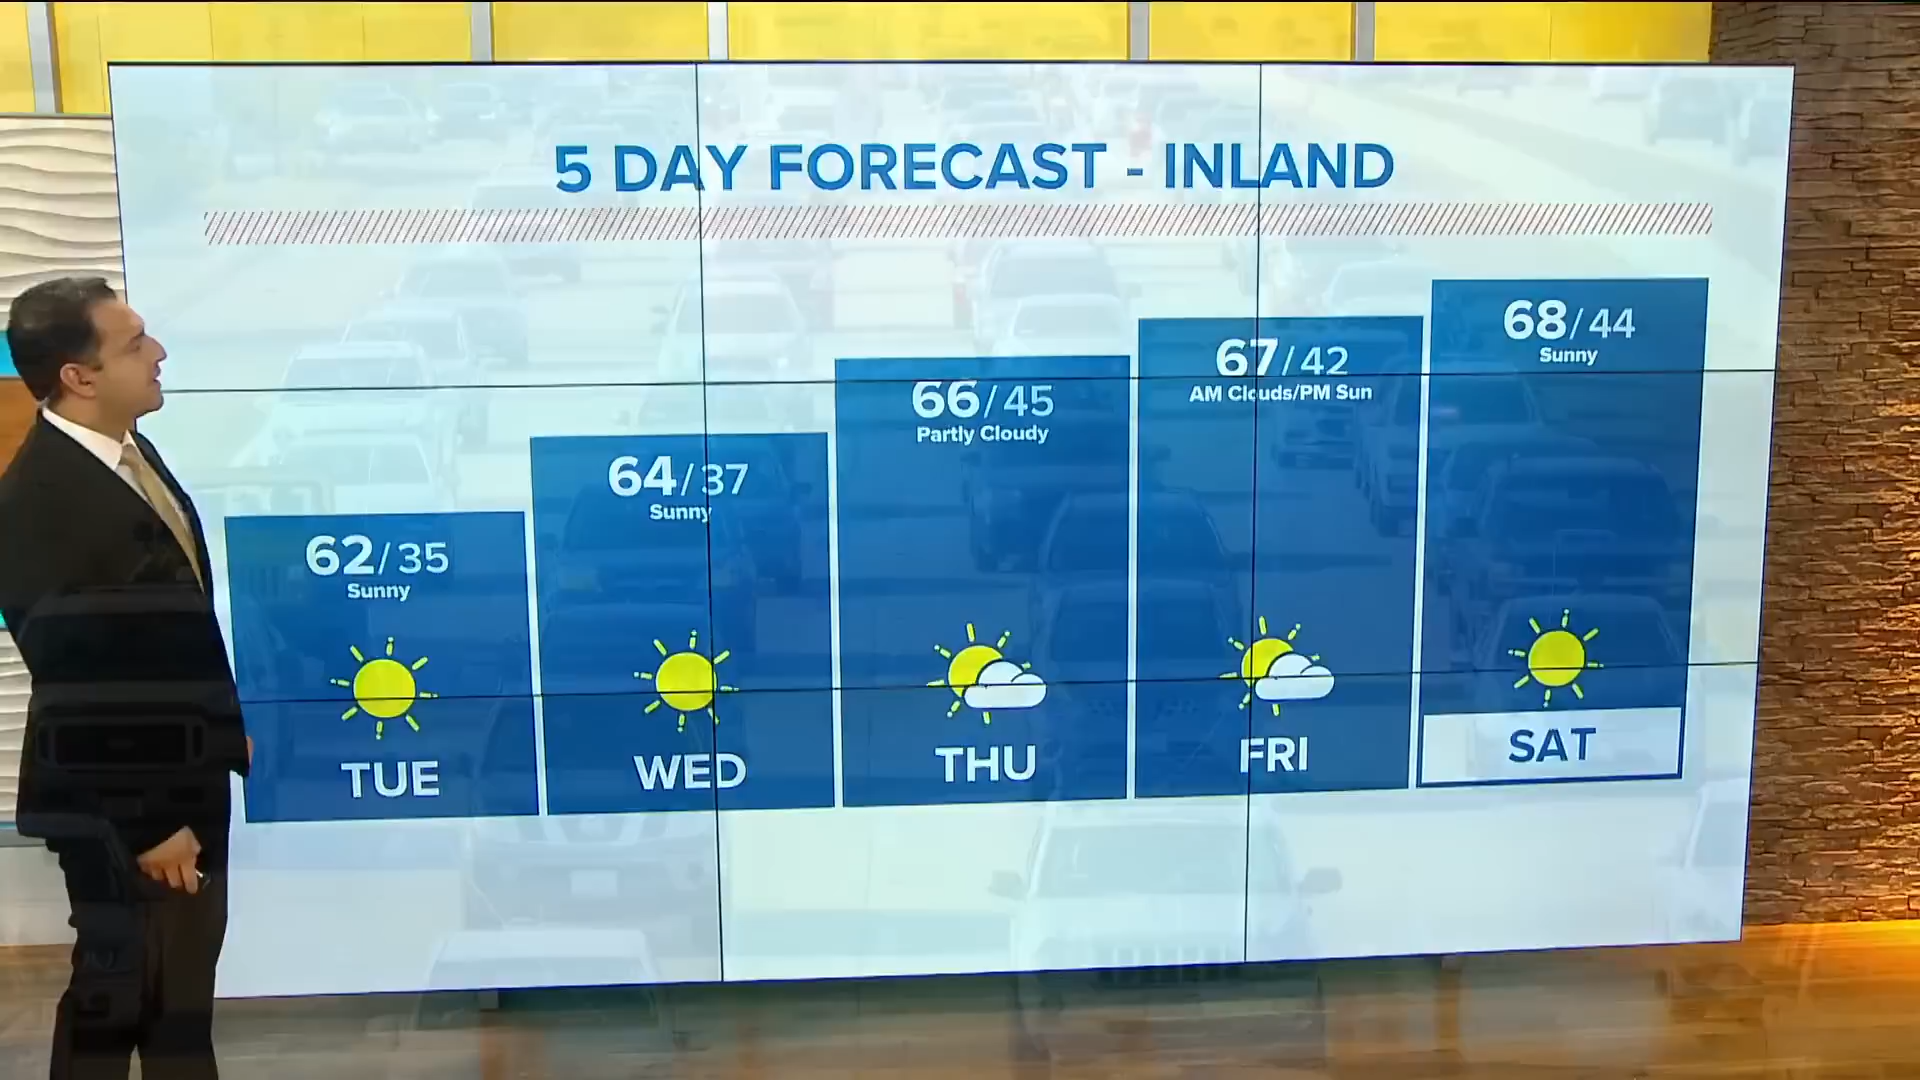 5 DAY FORECAST - INLAND
62/35
Sunny
TUE
64/37
Sunny
WED
66/45
Partly Cloudy
THU
67/42
AM Clouds/PM Sun
FRI
68/44
Sunny
SAT